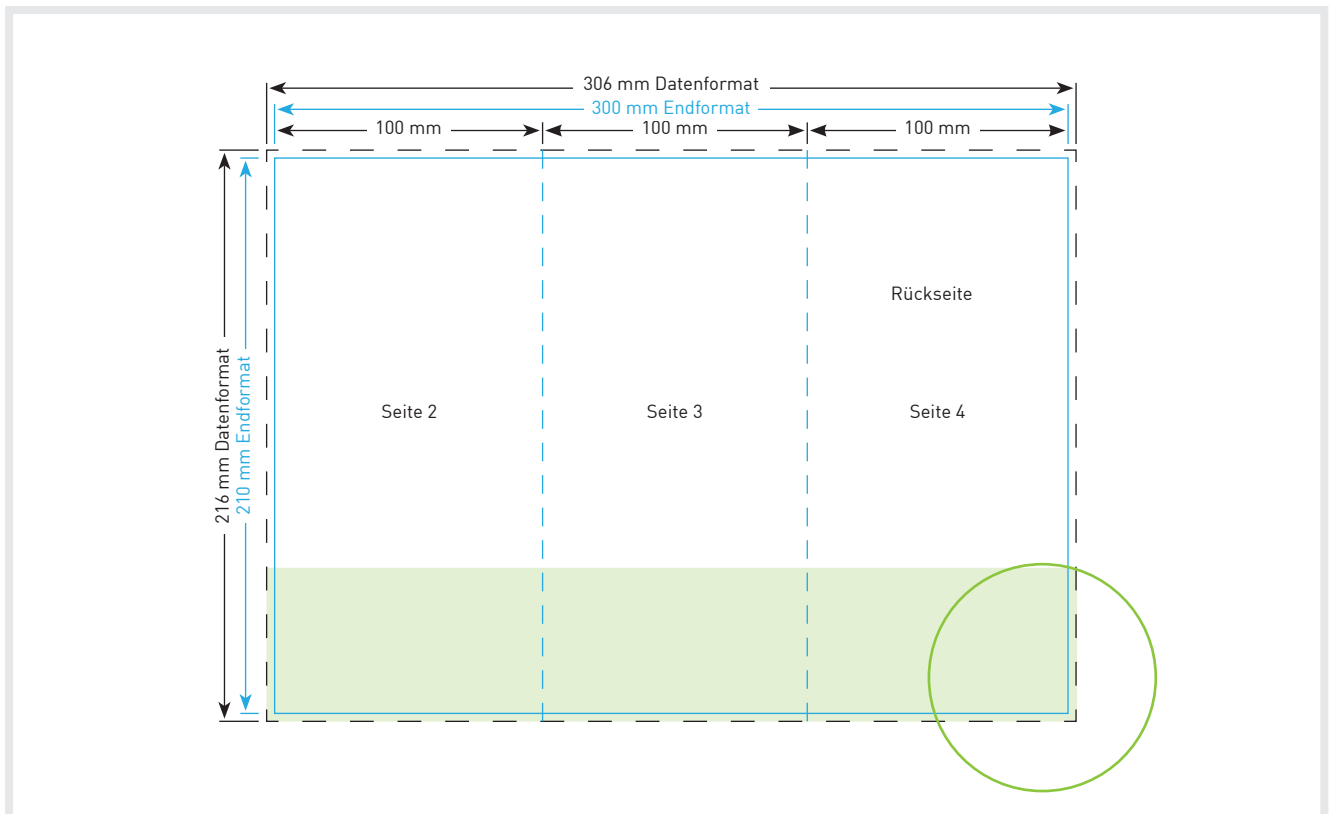 306 mm Datenformat
300 mm Endformat
100 mm
100 mm
100 mm
216 mm Datenformat
210 mm Endformat
Rückseite
Seite 2
Seite 3
Seite 4